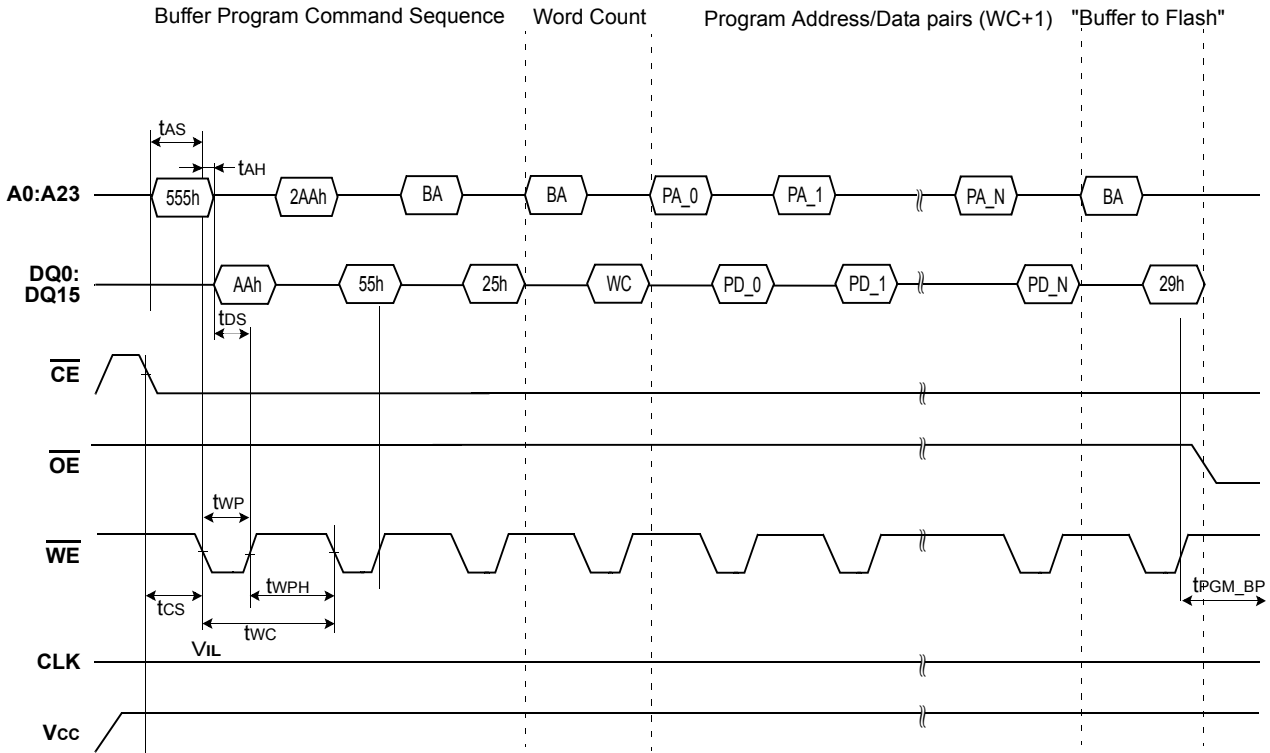 Buffer Program Command Sequence
Word Count
Program Address/Data pairs (WC+1)
"Buffer to Flash"
tAS
tAH
A0:A23
555h
2AAh
BA
BA
PA_0
PA_1
PA_N
BA
DQ0:
DQ15
AAh
55h
25h
WC
PD_0
PD_1
PD_N
29h
tDS
CE
OE
tWP
WE
tWPH
tCS
tWC
tPGM_BP
VIL
CLK
Vcc